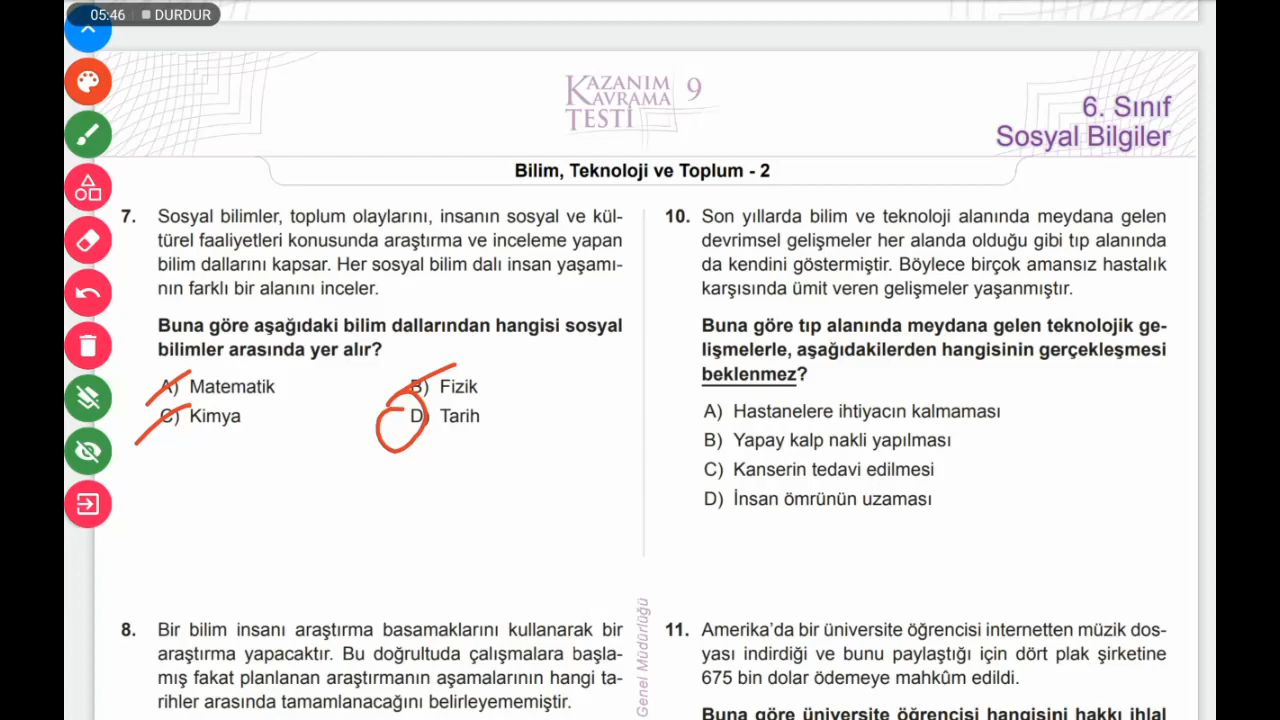 05:46 DURDUR
KAZANIM
KAVRAMA
TESTİ
9
6. Sınıf
Sosyal Bilgiler
Bilim, Teknoloji ve Toplum - 2
7. Sosyal bilimler, toplum olaylarını, insanın sosyal ve kül-
türel faaliyetleri konusunda araştırma ve inceleme yapan
bilim dallarını kapsar. Her sosyal bilim dalı insan yaşamı-
nın farklı bir alanını inceler.
Buna göre aşağıdaki bilim dallarından hangisi sosyal
bilimler arasında yer alır?
A) Matematik B) Fizik
C) Kimya D) Tarih
8. Bir bilim insanı araştırma basamaklarını kullanarak bir
araştırma yapacaktır. Bu doğrultuda çalışmalara başla-
mış fakat planlanan araştırmanın aşamalarının hangi ta-
rihler arasında tamamlanacağını belirleyememiştir.
Genel Müdürlüğü
10. Son yıllarda bilim ve teknoloji alanında meydana gelen
devrimsel gelişmeler her alanda olduğu gibi tıp alanında
da kendini göstermiştir. Böylece birçok amansız hastalık
karşısında ümit veren gelişmeler yaşanmıştır.
Buna göre tıp alanında meydana gelen teknolojik ge-
lişmelerle, aşağıdakilerden hangisinin gerçekleşmesi
beklenmez?
A) Hastanelere ihtiyacın kalmaması
B) Yapay kalp nakli yapılması
C) Kanserin tedavi edilmesi
D) İnsan ömrünün uzaması
11. Amerika'da bir üniversite öğrencisi internetten müzik dos-
yası indirdiği ve bunu paylaştığı için dört plak şirketine
675 bin dolar ödemeye mahkûm edildi.
Buna göre üniversite öğrencisi hangisini hakkı ihlal